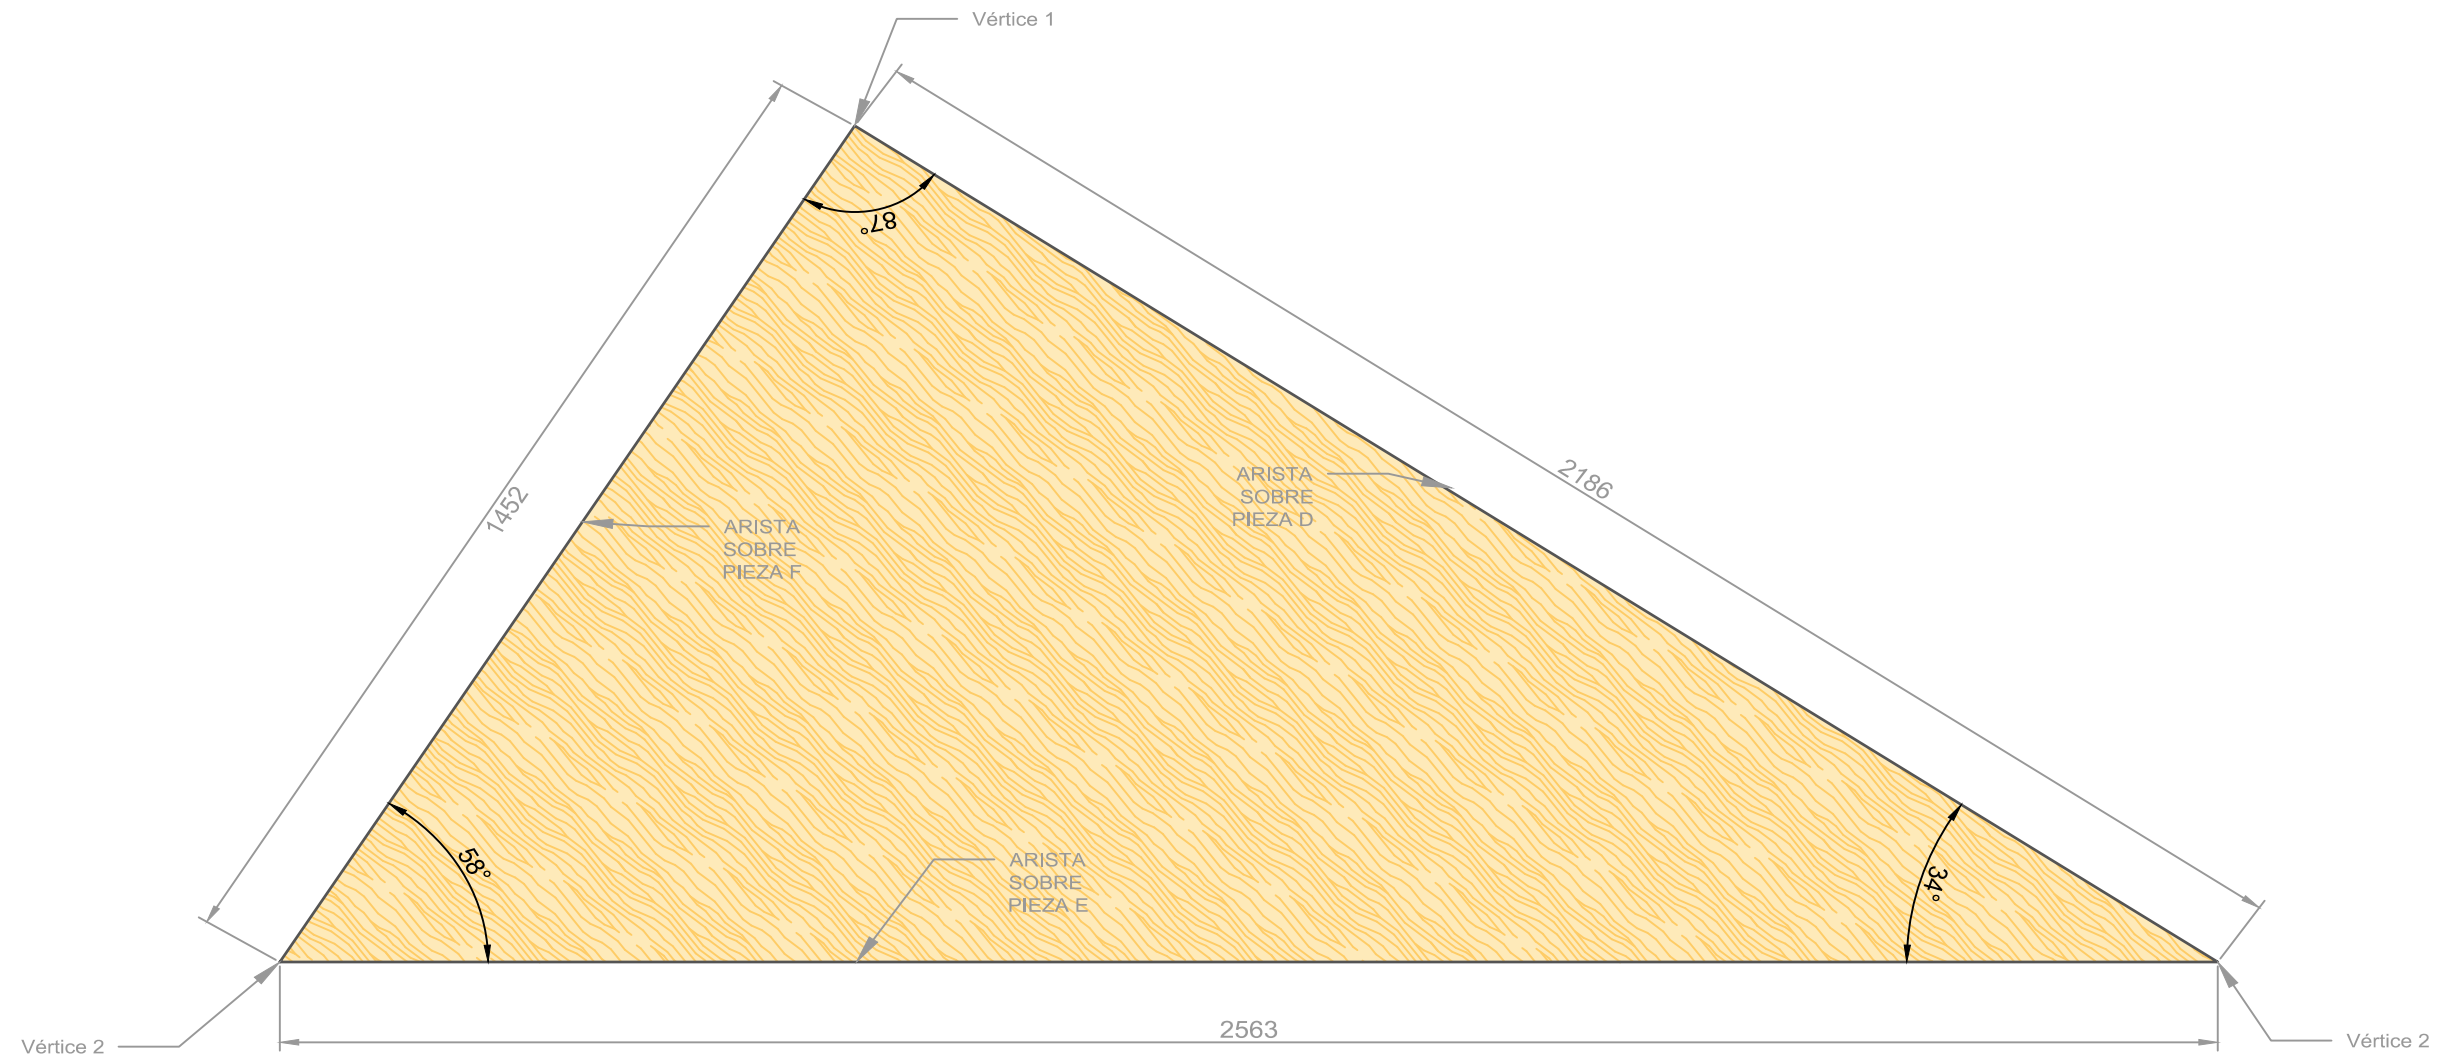 Vértice 1
87°
2186
ARISTA
SOBRE
PIEZA D
1452
ARISTA
SOBRE
PIEZA F
58°
ARISTA
SOBRE
PIEZA E
34°
2563
Vértice 2
Vértice 2